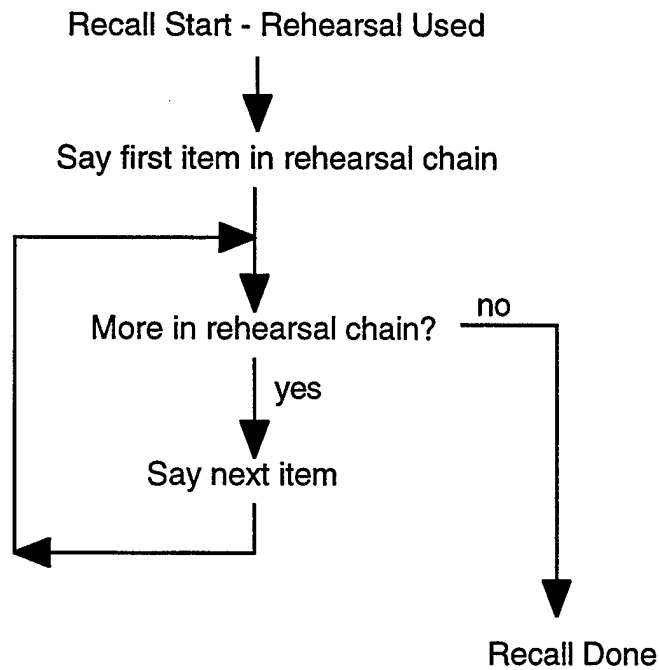 Recall Start - Rehearsal Used
Say first item in rehearsal chain
More in rehearsal chain?
no
yes
Say next item
Recall Done